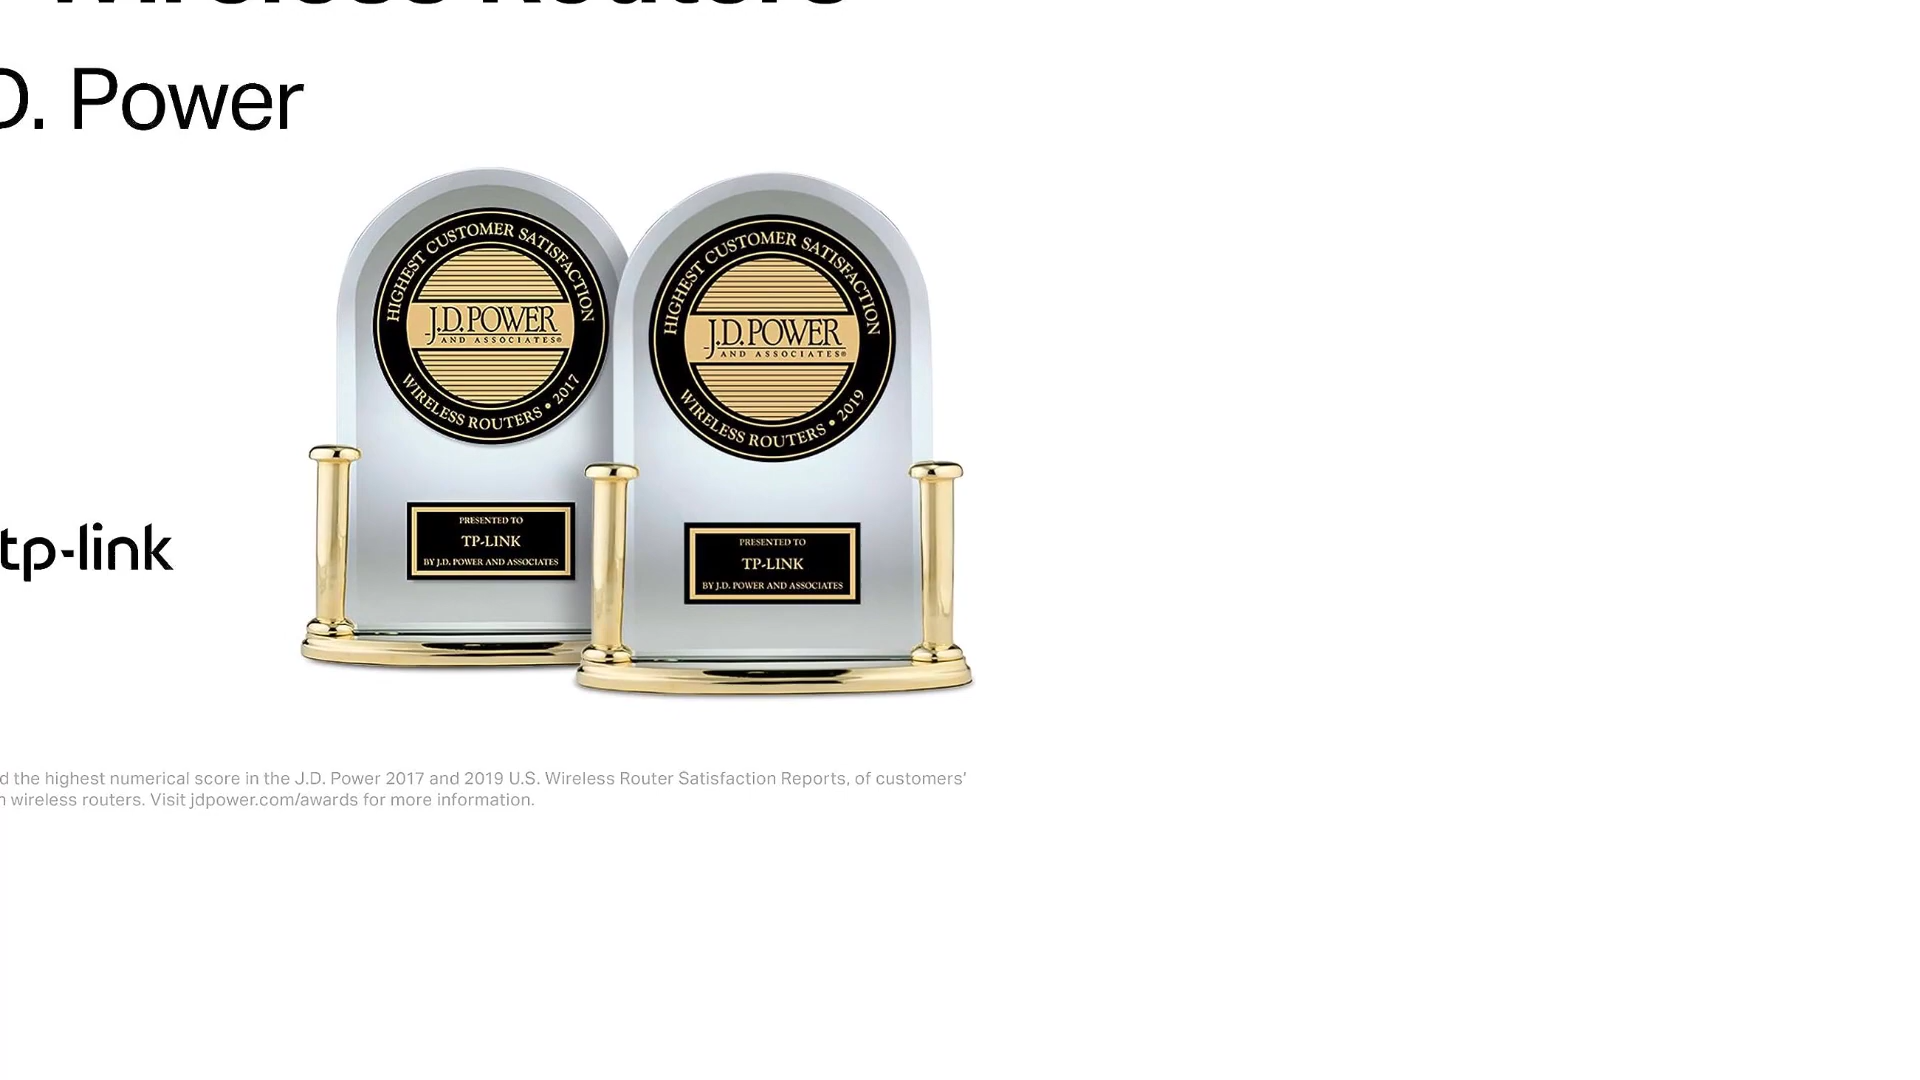 Wireless Routers
D. Power
HIGHEST CUSTOMER SATISFACTION
J.D. POWER
AND ASSOCIATES®
WIRELESS ROUTERS • 2017
PRESENTED TO
TP-LINK
BY J.D. POWER AND ASSOCIATES
HIGHEST CUSTOMER SATISFACTION
J.D. POWER
AND ASSOCIATES®
WIRELESS ROUTERS • 2019
PRESENTED TO
TP-LINK
BY J.D. POWER AND ASSOCIATES
tp-link
d the highest numerical score in the J.D. Power 2017 and 2019 U.S. Wireless Router Satisfaction Reports, of customers’
wireless routers. Visit jdpower.com/awards for more information.